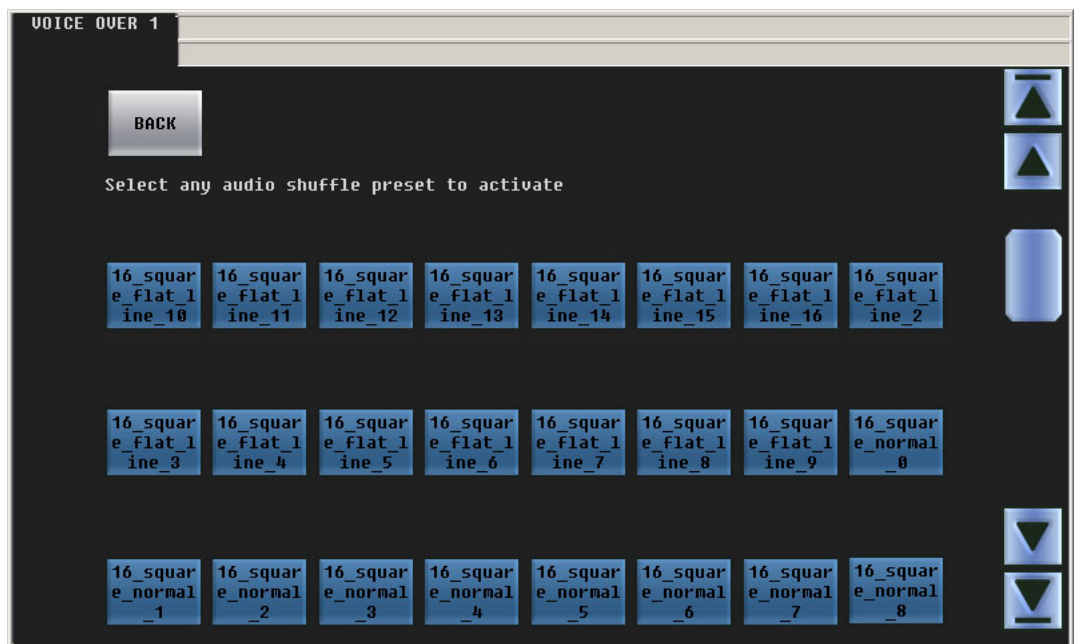 VOICE OVER 1
BACK
Select any audio shuffle preset to activate
16_squar e_flat_l ine_10
16_squar e_flat_l ine_11
16_squar e_flat_l ine_12
16_squar e_flat_l ine_13
16_squar e_flat_l ine_14
16_squar e_flat_l ine_15
16_squar e_flat_l ine_16
16_squar e_flat_l ine_2
16_squar e_flat_l ine_3
16_squar e_flat_l ine_4
16_squar e_flat_l ine_5
16_squar e_flat_l ine_6
16_squar e_flat_l ine_7
16_squar e_flat_l ine_8
16_squar e_flat_l ine_9
16_squar e_normal _0
16_squar e_normal _1
16_squar e_normal _2
16_squar e_normal _3
16_squar e_normal _4
16_squar e_normal _5
16_squar e_normal _6
16_squar e_normal _7
16_squar e_normal _8